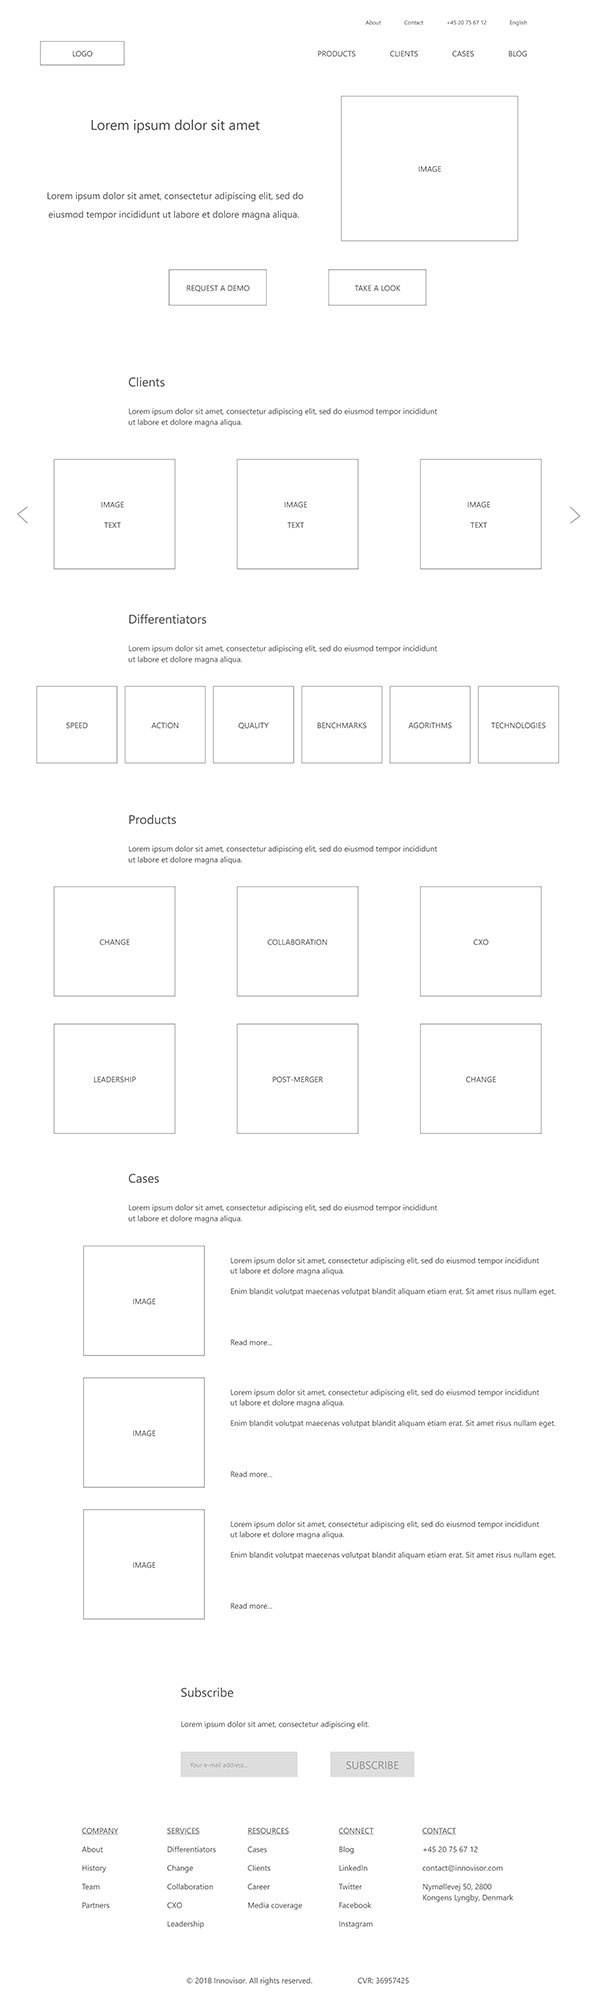 About Contact +45 20 75 67 12 English
LOGO PRODUCTS CLIENTS CASES BLOG
Lorem ipsum dolor sit amet
IMAGE
Lorem ipsum dolor sit amet, consectetur adipiscing elit, sed do
eiusmod tempor incididunt ut labore et dolore magna aliqua.
REQUEST A DEMO TAKE A LOOK
Clients
Lorem ipsum dolor sit amet, consectetur adipiscing elit, sed do eiusmod tempor incididunt
ut labore et dolore magna aliqua.
IMAGE IMAGE IMAGE
TEXT TEXT TEXT
Differentiators
Lorem ipsum dolor sit amet, consectetur adipiscing elit, sed do eiusmod tempor incididunt
ut labore et dolore magna aliqua.
SPEED ACTION QUALITY BENCHMARKS AGORITHMS TECHNOLOGIES
Products
Lorem ipsum dolor sit amet, consectetur adipiscing elit, sed do eiusmod tempor incididunt
ut labore et dolore magna aliqua.
CHANGE COLLABORATION CXO
LEADERSHIP POST-MERGER CHANGE
Cases
Lorem ipsum dolor sit amet, consectetur adipiscing elit, sed do eiusmod tempor incididunt
ut labore et dolore magna aliqua.
IMAGE
Lorem ipsum dolor sit amet, consectetur adipiscing elit, sed do eiusmod tempor incididunt
ut labore et dolore magna aliqua.
Enim blandit volutpat maecenas volutpat blandit aliquam etiam erat. Sit amet risus nullam eget.
Read more...
IMAGE
Lorem ipsum dolor sit amet, consectetur adipiscing elit, sed do eiusmod tempor incididunt
ut labore et dolore magna aliqua.
Enim blandit volutpat maecenas volutpat blandit aliquam etiam erat. Sit amet risus nullam eget.
Read more...
IMAGE
Lorem ipsum dolor sit amet, consectetur adipiscing elit, sed do eiusmod tempor incididunt
ut labore et dolore magna aliqua.
Enim blandit volutpat maecenas volutpat blandit aliquam etiam erat. Sit amet risus nullam eget.
Read more...
Subscribe
Lorem ipsum dolor sit amet, consectetur adipiscing elit.
Your e-mail address... SUBSCRIBE
COMPANY
About
History
Team
Partners
SERVICES
Differentiators
Change
Collaboration
CXO
Leadership
RESOURCES
Cases
Clients
Career
Media coverage
CONNECT
Blog
LinkedIn
Twitter
Facebook
Instagram
CONTACT
+45 20 75 67 12
contact@innovisor.com
Nymøllevej 50, 2800
Kongens Lyngby, Denmark
© 2018 Innovisor. All rights reserved. CVR: 36957425